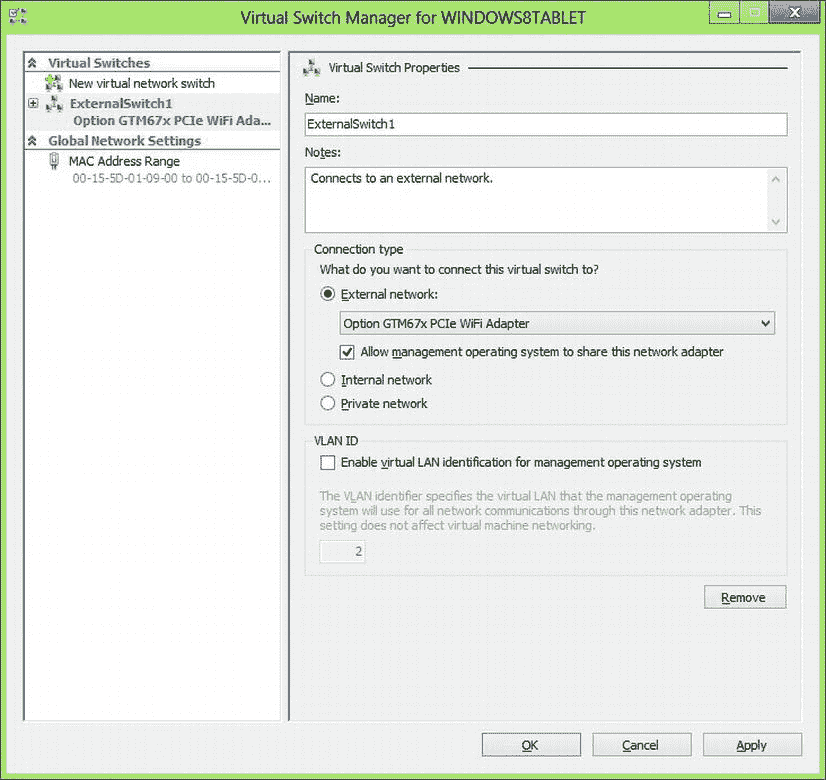 Virtual Switch Manager for WINDOWS8TABLET
Virtual Switches
New virtual network switch
ExternalSwitch1
Option GTM67x PCIe WiFi Ada...
Global Network Settings
MAC Address Range
00-15-5D-01-09-00 to 00-15-5D-0...
Virtual Switch Properties
Name:
ExternalSwitch1
Notes:
Connects to an external network.
Connection type
What do you want to connect this virtual switch to?
External network:
Option GTM67x PCIe WiFi Adapter
Allow management operating system to share this network adapter
Internal network
Private network
VLAN ID
Enable virtual LAN identification for management operating system
The VLAN identifier specifies the virtual LAN that the management operating
system will use for all network communications through this network adapter. This
setting does not affect virtual machine networking.
2
Remove
OK
Cancel
Apply